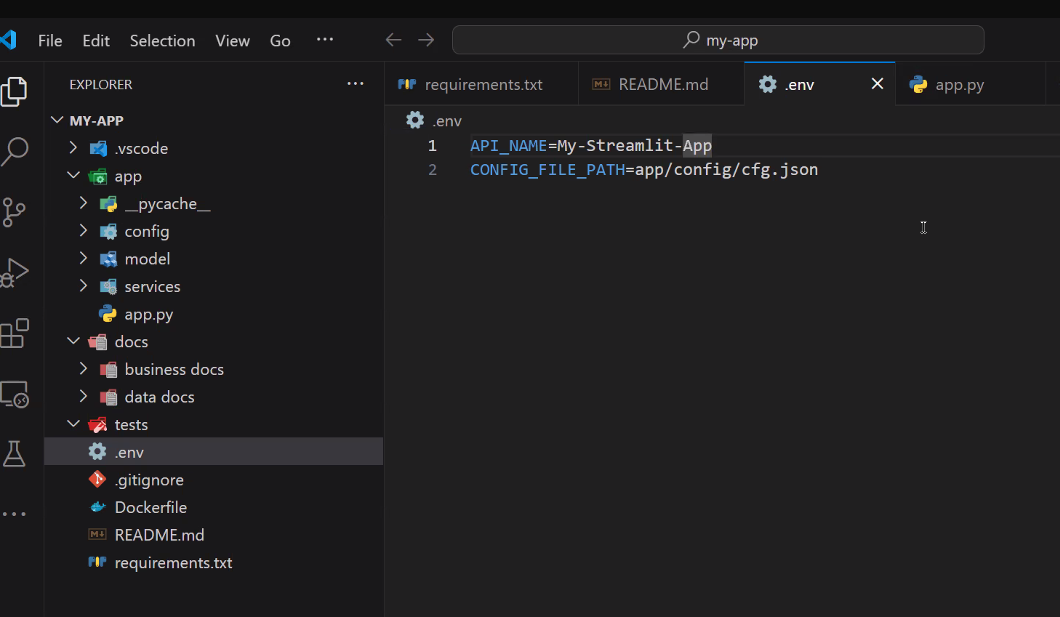 File Edit Selection View Go ···
my-app
EXPLORER ···
MY-APP
.vscode
app
__pycache__
config
model
services
app.py
docs
business docs
data docs
tests
.env
.gitignore
Dockerfile
README.md
requirements.txt
requirements.txt README.md .env app.py
.env
1 API_NAME=My-Streamlit-App
2 CONFIG_FILE_PATH=app/config/cfg.json